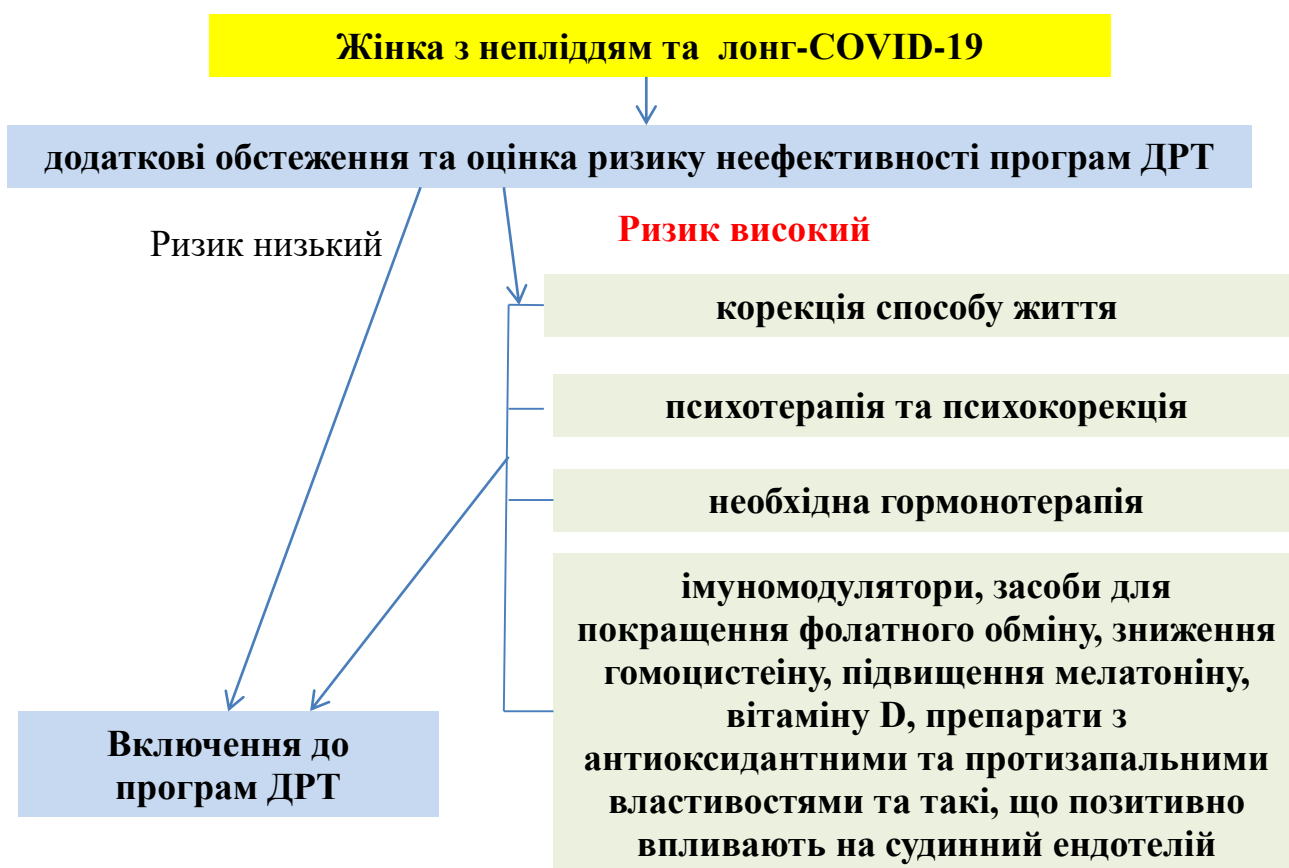 Жінка з непліддям та лонг-COVID-19
додаткові обстеження та оцінка ризику неефективності програм ДРТ
Ризик низький
Ризик високий
корекція способу життя
психотерапія та психокорекція
необхідна гормонотерапія
імуномодулятори, засоби для
покращення фолатного обміну, зниження
гомоцистеіну, підвищення мелатоніну,
вітаміну D, препарати з
антиоксидантними та протизапальними
властивостями та такі, що позитивно
впливають на судинний ендотелій
Включення до
програм ДРТ